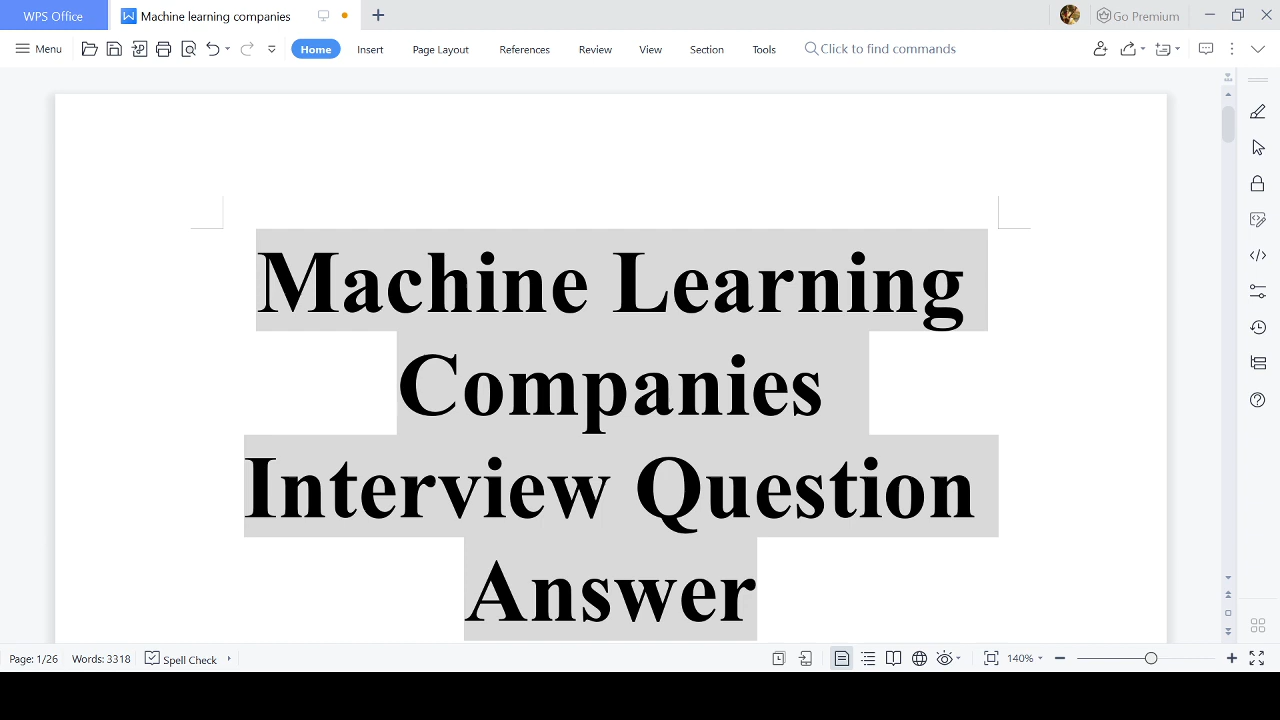 WPS Office Machine learning companies Go Premium
Menu Home Insert Page Layout References Review View Section Tools Click to find commands
Machine Learning
Companies
Interview Question
Answer
Page: 1/26 Words: 3318 Spell Check 140%